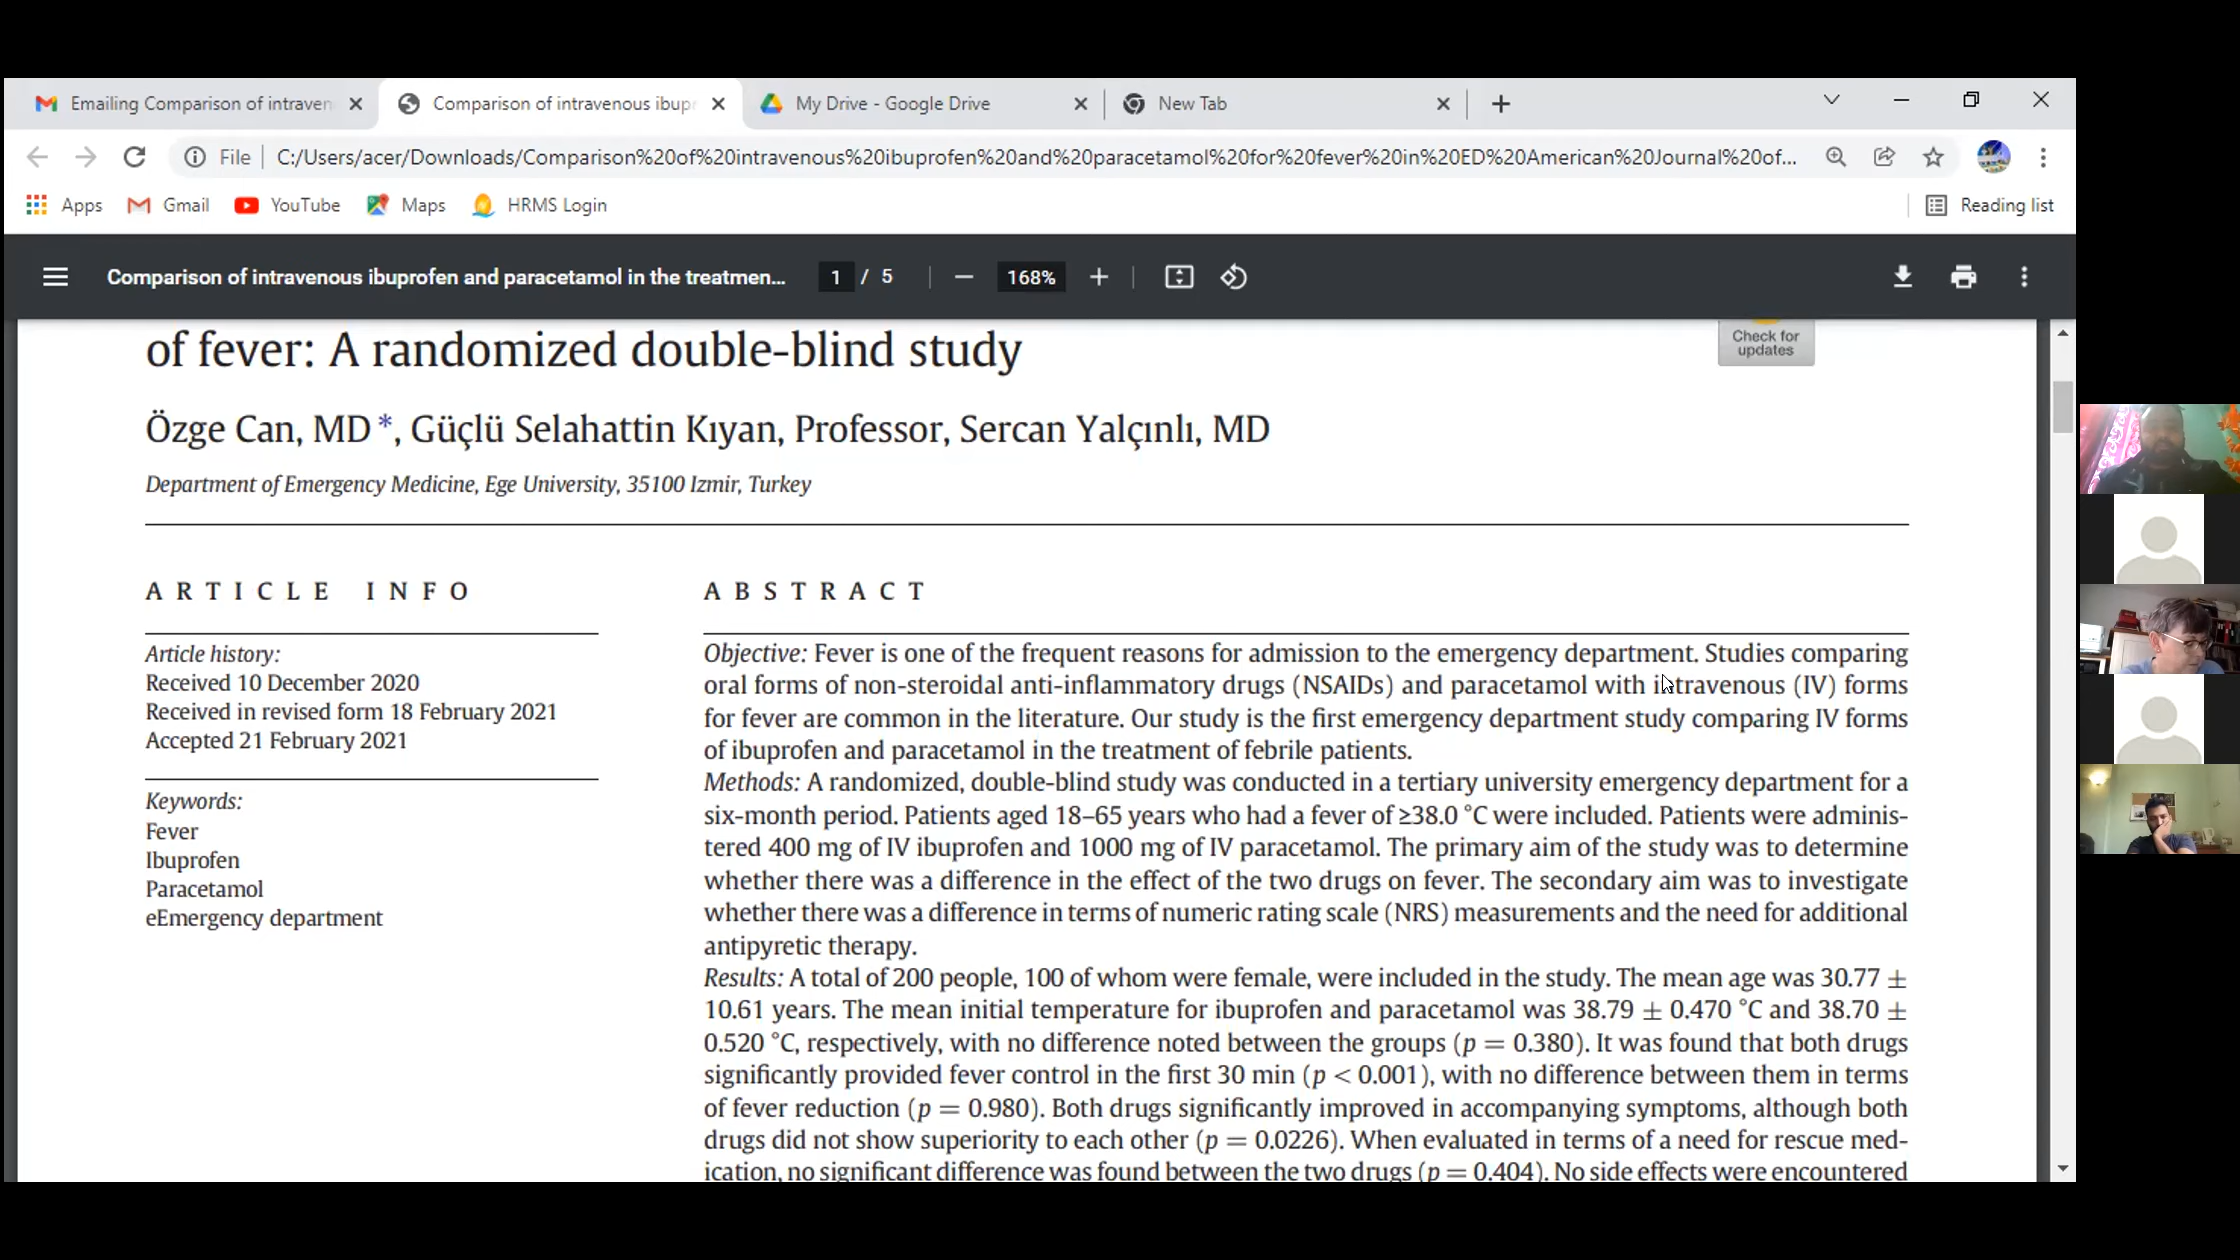 Emailing Comparison of intraven
Comparison of intravenous ibupr
My Drive - Google Drive
New Tab
File
C:/Users/acer/Downloads/Comparison%20of%20intravenous%20ibuprofen%20and%20paracetamol%20for%20fever%20in%20ED%20American%20Journal%20of...
Apps
Gmail
YouTube
Maps
HRMS Login
Reading list
Comparison of intravenous ibuprofen and paracetamol in the treatmen...
1 / 5
168%
of fever: A randomized double-blind study
Check for
updates
Özge Can, MD *, Güçlü Selahattin Kıyan, Professor, Sercan Yalçınlı, MD
Department of Emergency Medicine, Ege University, 35100 Izmir, Turkey
ARTICLE INFO
Article history:
Received 10 December 2020
Received in revised form 18 February 2021
Accepted 21 February 2021
Keywords:
Fever
Ibuprofen
Paracetamol
eEmergency department
ABSTRACT
Objective: Fever is one of the frequent reasons for admission to the emergency department. Studies comparing
oral forms of non-steroidal anti-inflammatory drugs (NSAIDs) and paracetamol with intravenous (IV) forms
for fever are common in the literature. Our study is the first emergency department study comparing IV forms
of ibuprofen and paracetamol in the treatment of febrile patients.
Methods: A randomized, double-blind study was conducted in a tertiary university emergency department for a
six-month period. Patients aged 18–65 years who had a fever of ≥38.0 °C were included. Patients were adminis-
tered 400 mg of IV ibuprofen and 1000 mg of IV paracetamol. The primary aim of the study was to determine
whether there was a difference in the effect of the two drugs on fever. The secondary aim was to investigate
whether there was a difference in terms of numeric rating scale (NRS) measurements and the need for additional
antipyretic therapy.
Results: A total of 200 people, 100 of whom were female, were included in the study. The mean age was 30.77 ±
10.61 years. The mean initial temperature for ibuprofen and paracetamol was 38.79 ± 0.470 °C and 38.70 ±
0.520 °C, respectively, with no difference noted between the groups (p = 0.380). It was found that both drugs
significantly provided fever control in the first 30 min (p < 0.001), with no difference between them in terms
of fever reduction (p = 0.980). Both drugs significantly improved in accompanying symptoms, although both
drugs did not show superiority to each other (p = 0.0226). When evaluated in terms of a need for rescue med-
ication, no significant difference was found between the two drugs (p = 0.404). No side effects were encountered